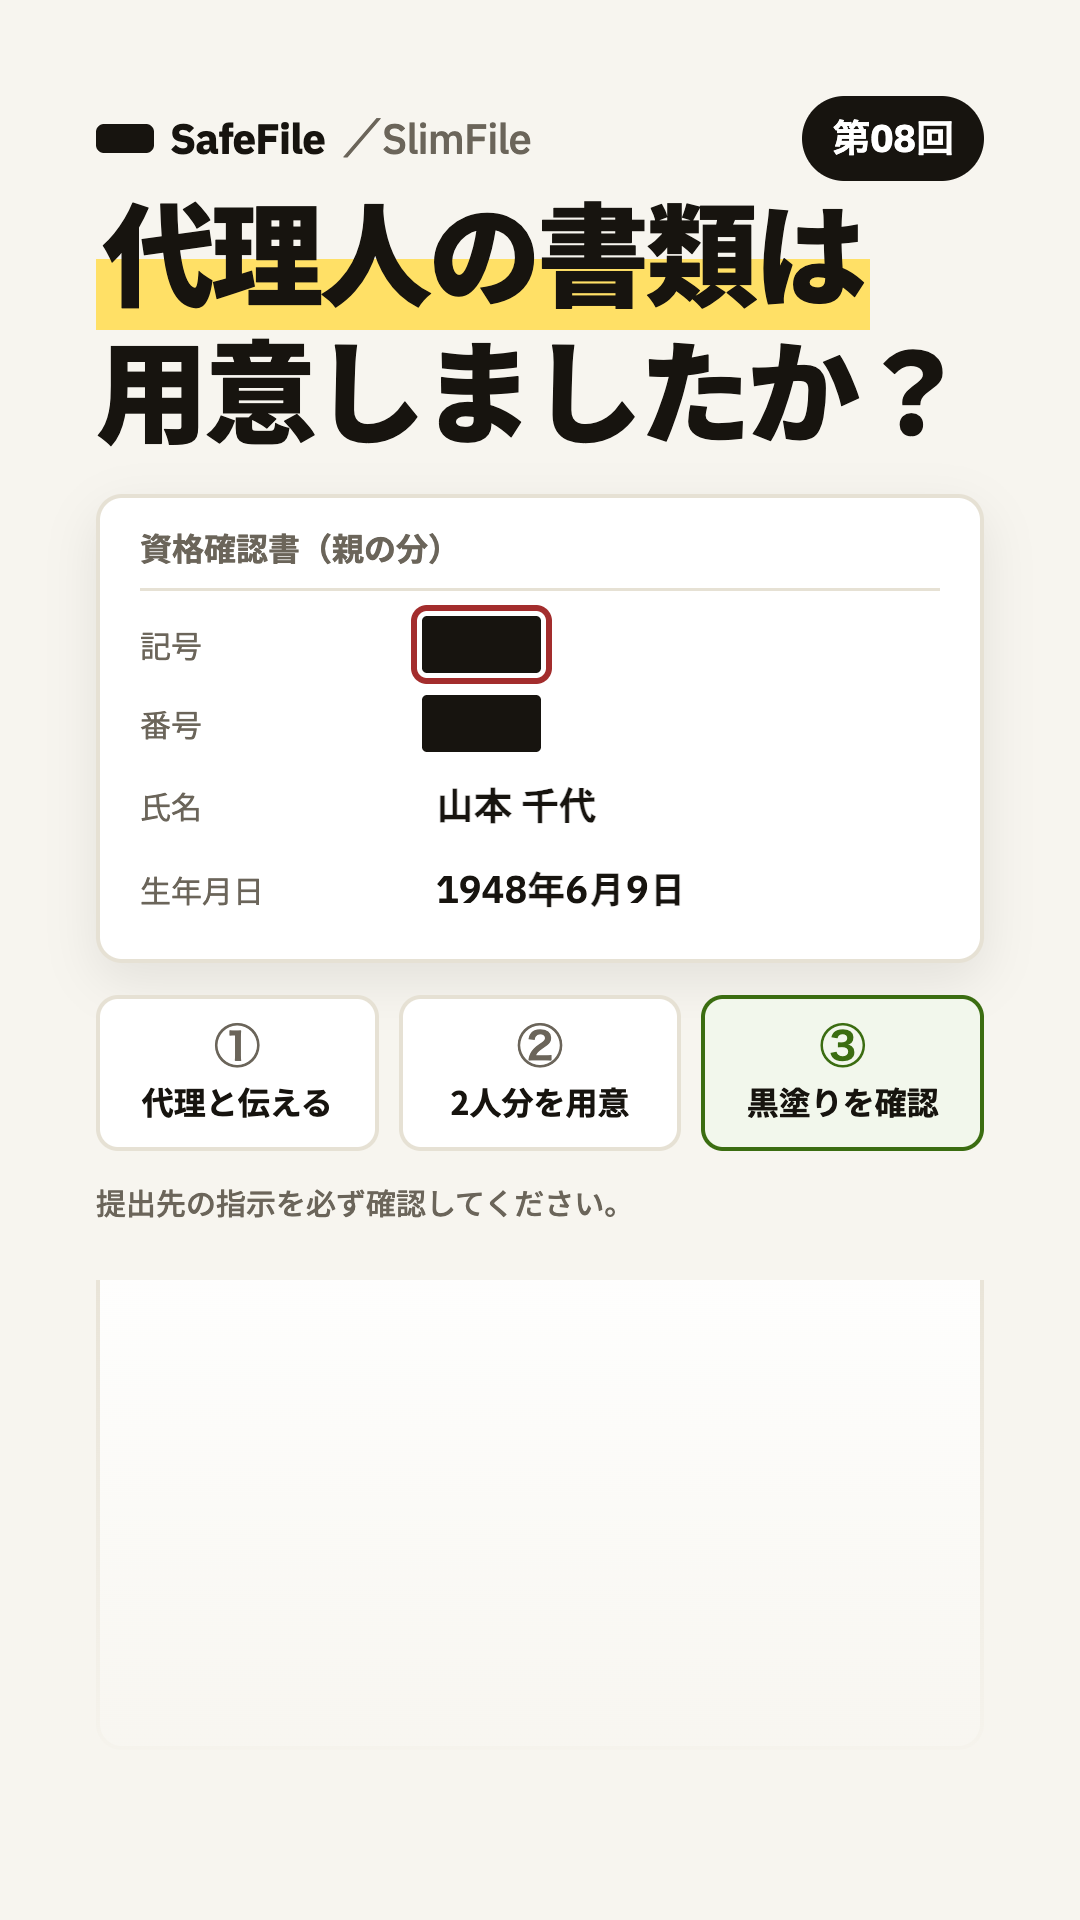 SafeFile ／SlimFile
第08回
代理人の書類は
用意しましたか？
資格確認書（親の分）
記号
番号
氏名 山本 千代
生年月日 1948年6月9日
①
代理と伝える
②
2人分を用意
③
黒塗りを確認
提出先の指示を必ず確認してください。